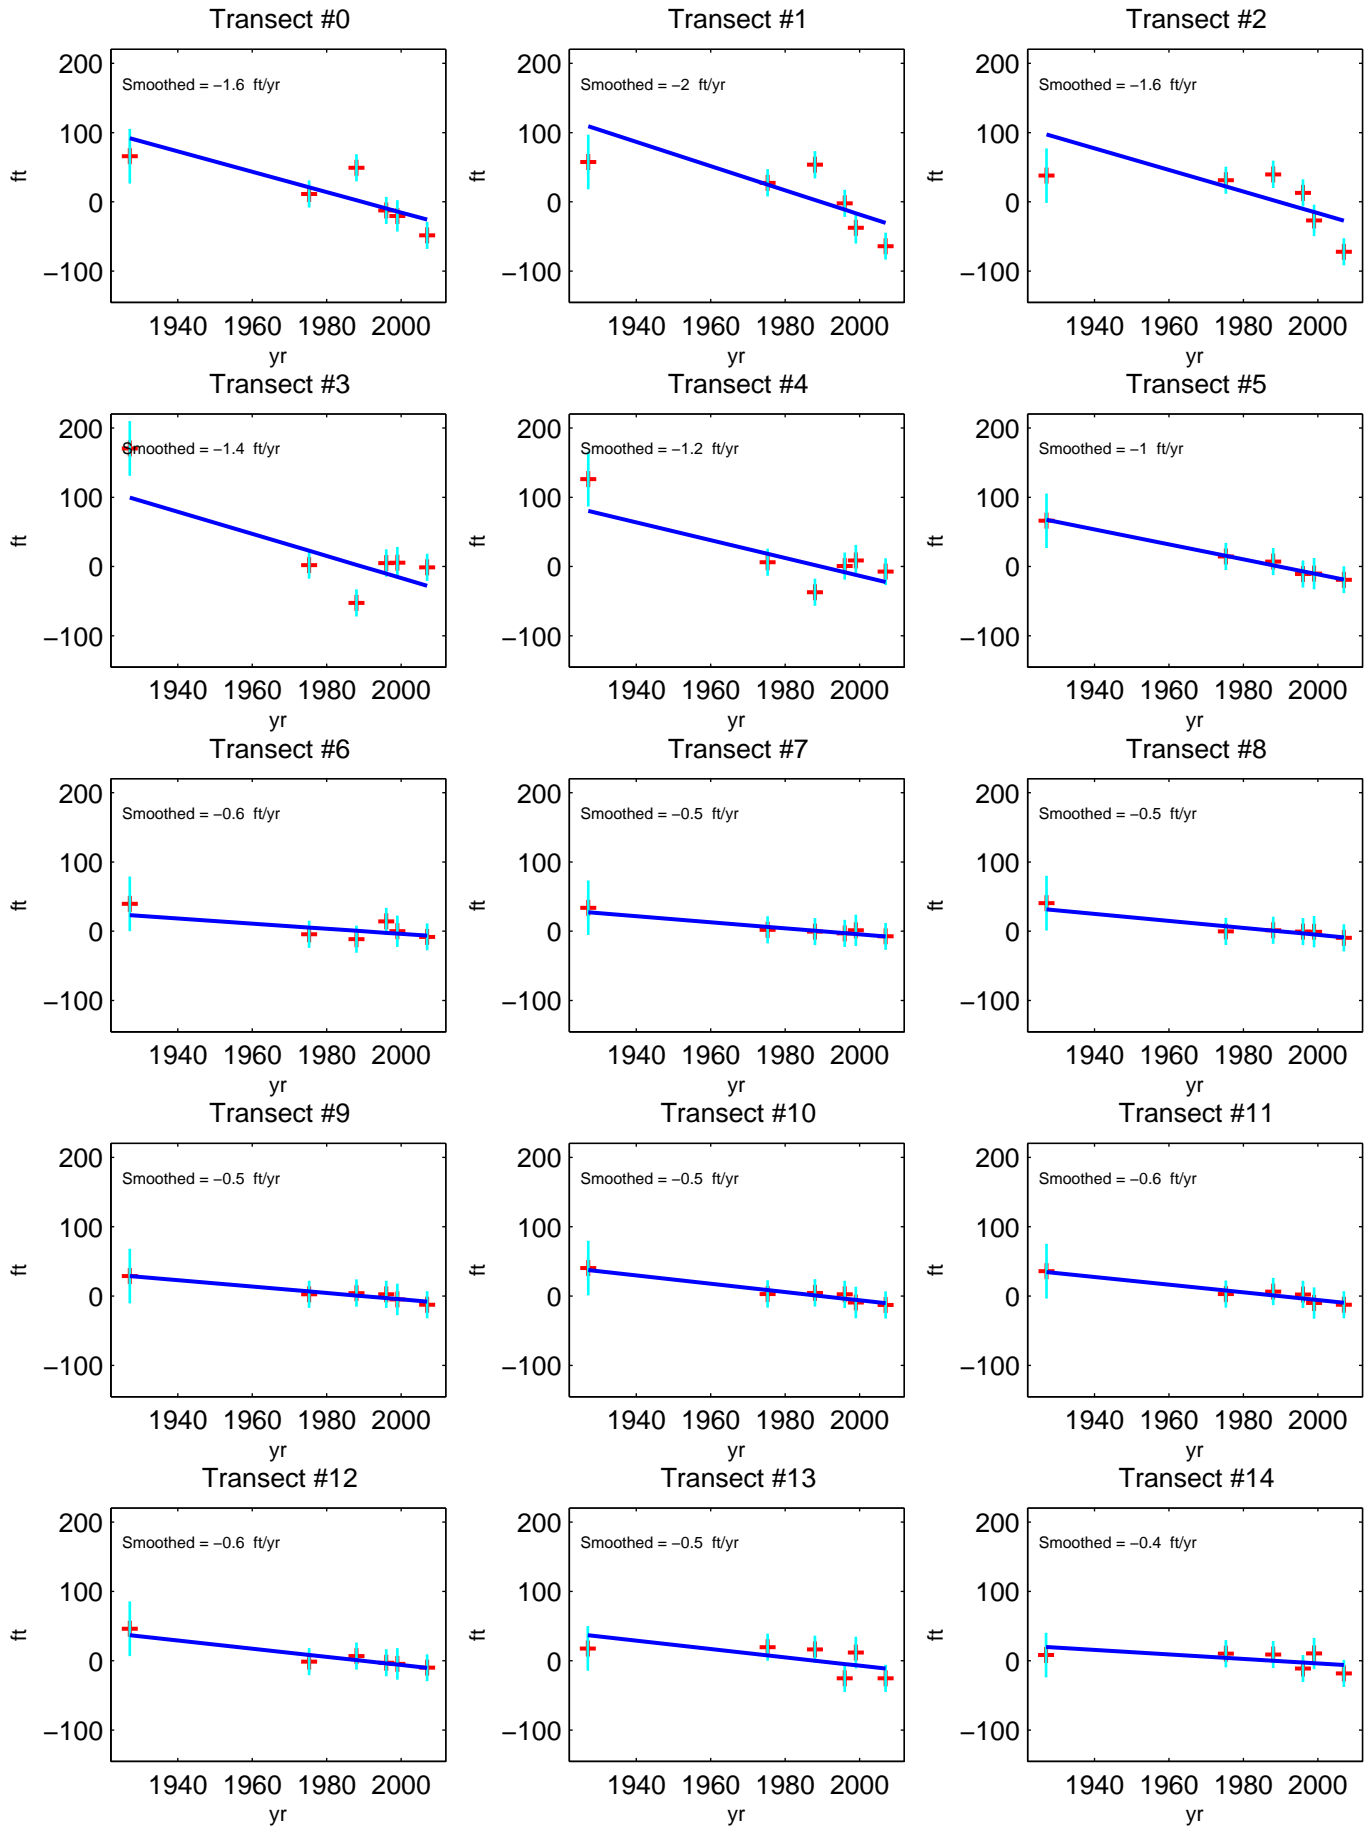 Transect #0 Transect #1 Transect #2
200 200 200
Smoothed = −1.6 ft/yr Smoothed = −2 ft/yr Smoothed = −1.6 ft/yr
100 100 100
ft ft ft
0 0 0
−100 −100 −100
1940 1960 1980 2000 1940 1960 1980 2000 1940 1960 1980 2000
yr yr yr
Transect #3 Transect #4 Transect #5
200 200 200
Smoothed = −1.4 ft/yr Smoothed = −1.2 ft/yr Smoothed = −1 ft/yr
100 100 100
ft ft ft
0 0 0
−100 −100 −100
1940 1960 1980 2000 1940 1960 1980 2000 1940 1960 1980 2000
yr yr yr
Transect #6 Transect #7 Transect #8
200 200 200
Smoothed = −0.6 ft/yr Smoothed = −0.5 ft/yr Smoothed = −0.5 ft/yr
100 100 100
ft ft ft
0 0 0
−100 −100 −100
1940 1960 1980 2000 1940 1960 1980 2000 1940 1960 1980 2000
yr yr yr
Transect #9 Transect #10 Transect #11
200 200 200
Smoothed = −0.5 ft/yr Smoothed = −0.5 ft/yr Smoothed = −0.6 ft/yr
100 100 100
ft ft ft
0 0 0
−100 −100 −100
1940 1960 1980 2000 1940 1960 1980 2000 1940 1960 1980 2000
yr yr yr
Transect #12 Transect #13 Transect #14
200 200 200
Smoothed = −0.6 ft/yr Smoothed = −0.5 ft/yr Smoothed = −0.4 ft/yr
100 100 100
ft ft ft
0 0 0
−100 −100 −100
1940 1960 1980 2000 1940 1960 1980 2000 1940 1960 1980 2000
yr yr yr